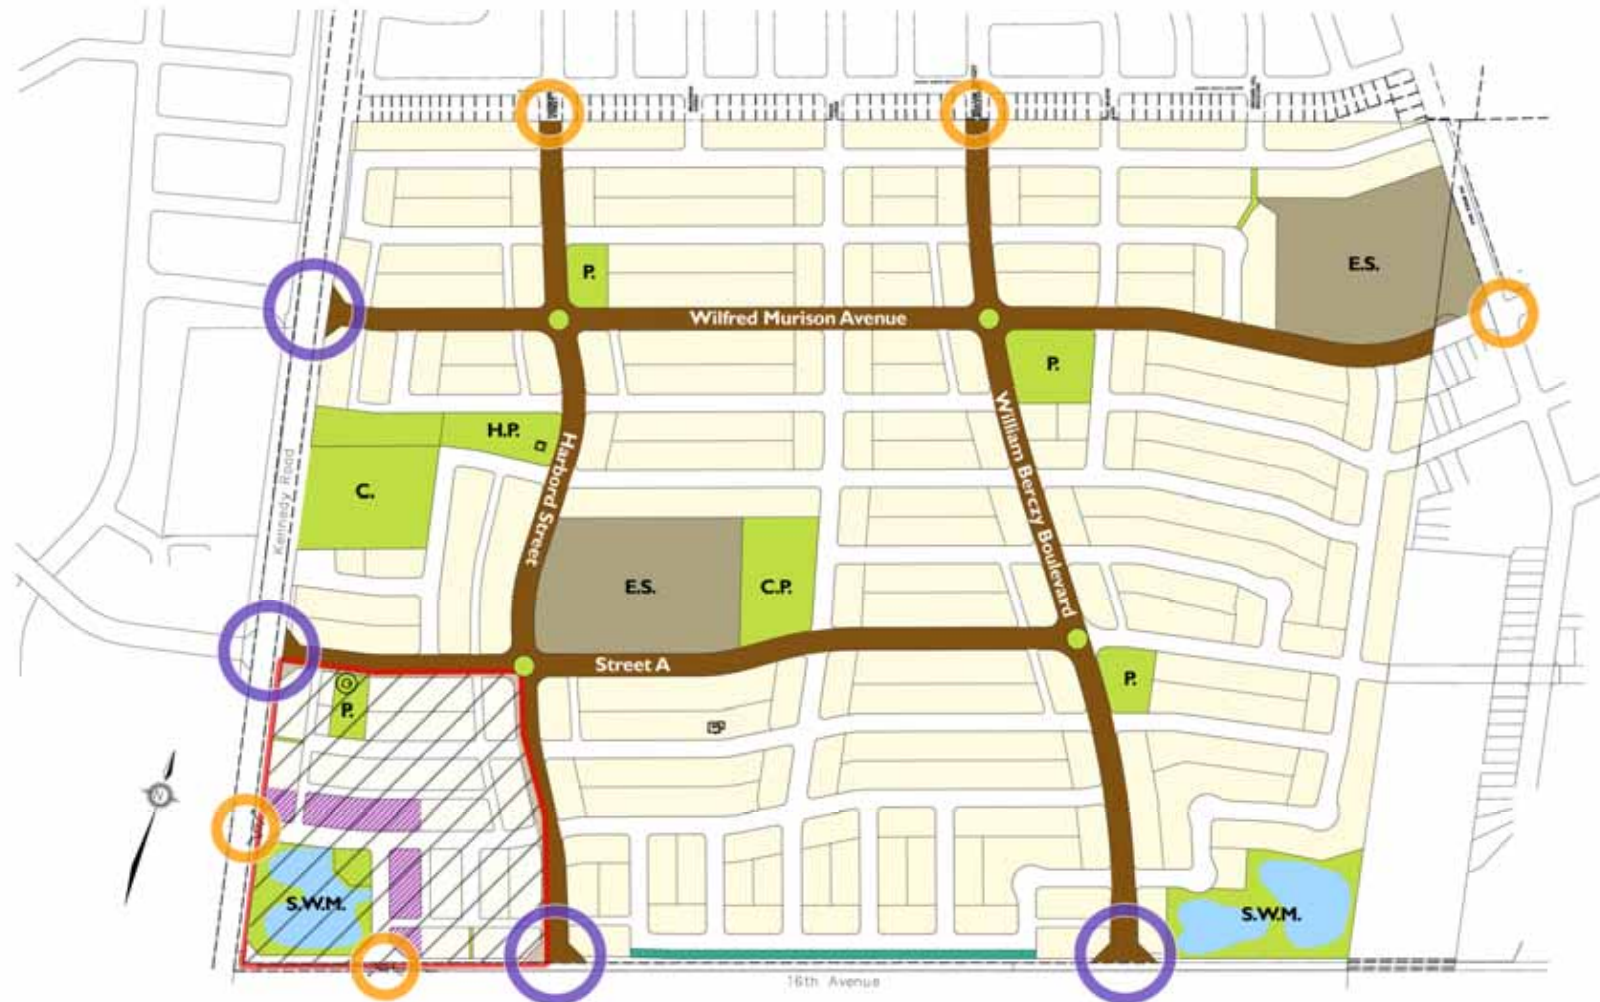 E.S.
P.
Wilfred Murison Avenue
P.
William Berczy Boulevard
H.P.
Harbord Street
C.
Kennedy Road
E.S.
C.P.
Street A
P.
P.
N
S.W.M.
S.W.M.
16th Avenue